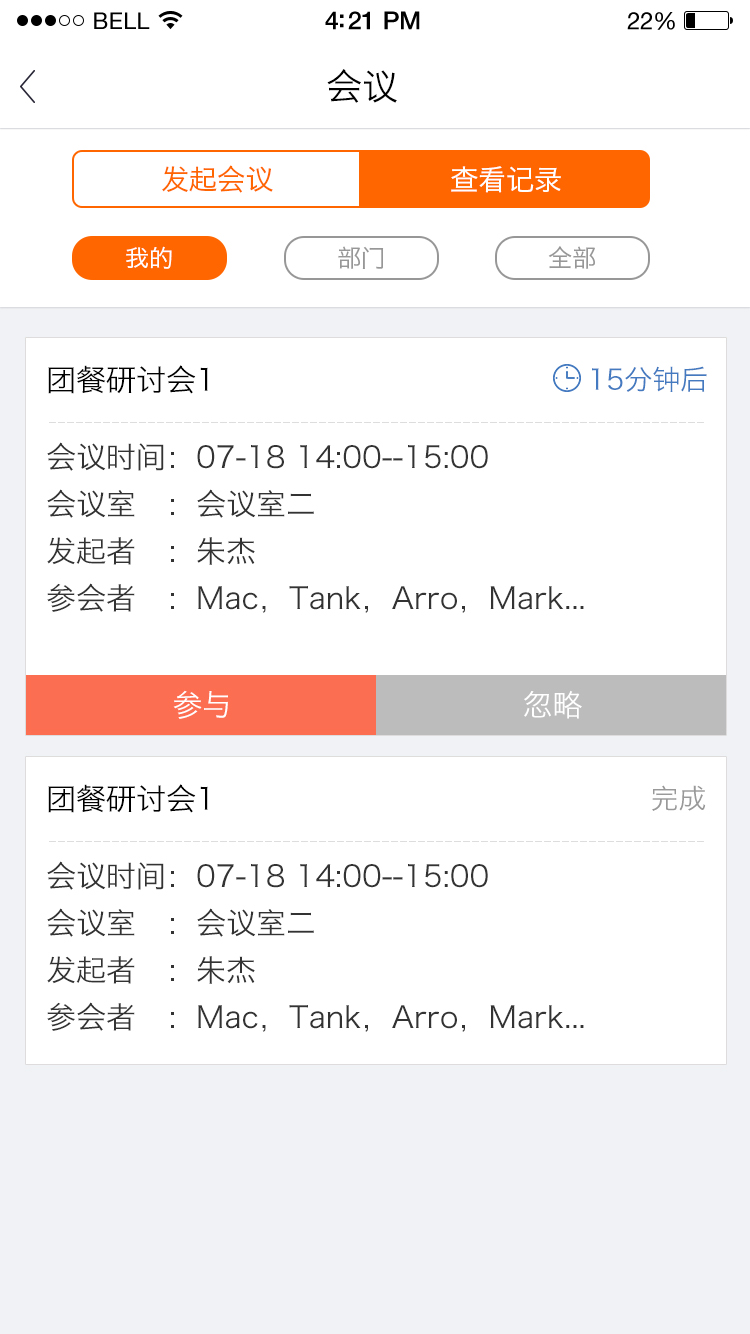 BELL 4:21 PM 22%
会议
发起会议 查看记录
我的 部门 全部
团餐研讨会1 15分钟后
会议时间：07-18 14:00--15:00
会议室 ：会议室二
发起者 ：朱杰
参会者 ：Mac，Tank，Arro，Mark...
参与 忽略
团餐研讨会1 完成
会议时间：07-18 14:00--15:00
会议室 ：会议室二
发起者 ：朱杰
参会者 ：Mac，Tank，Arro，Mark...